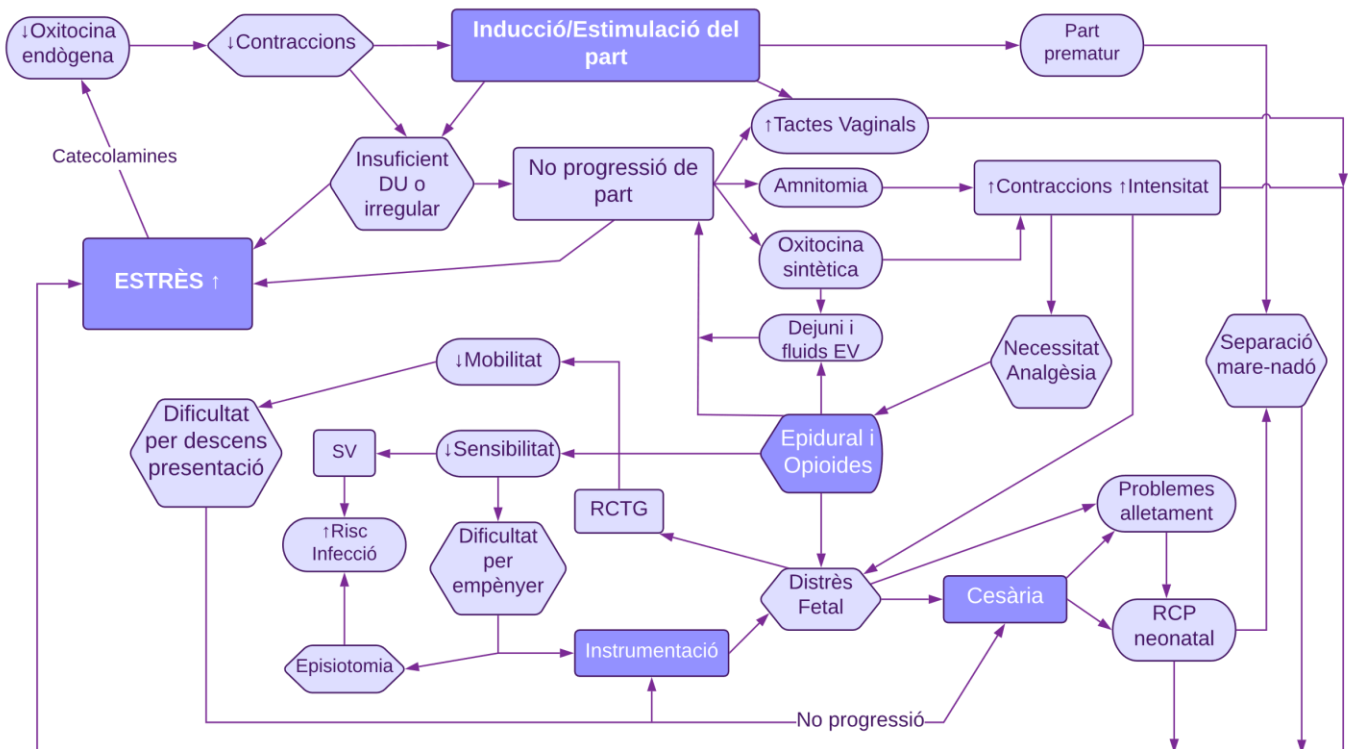 ↓Oxitocina
endògena
↓Contraccions
Inducció/Estimulació del
part
Part
prematur
↑Tactes Vaginals
Catecolamines
Insuficient
DU o
irregular
No progressió de
part
Amnitomia
↑Contraccions ↑Intensitat
Oxitocina
sintètica
ESTRÈS ↑
Dejuni i
fluids EV
Necessitat
Analgèsia
Separació
mare-nadó
↓Mobilitat
Dificultat
per descens
presentació
SV
↓Sensibilitat
Epidural i
Opioides
RCTG
Problemes
alletament
↑Risc
Infecció
Dificultat
per
empènyer
Distrès
Fetal
Cesària
RCP
neonatal
Episiotomia
Instrumentació
No progressió